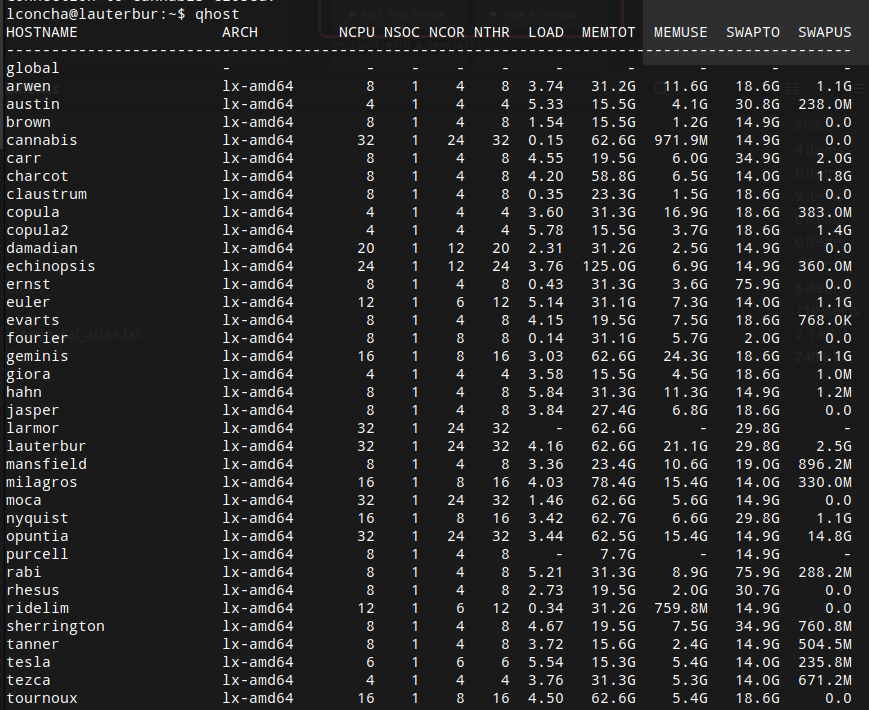 lconcha@lauterbur:~$ qhost
HOSTNAME ARCH NCPU NSOC NCOR NTHR LOAD MEMTOT MEMUSE SWAPTO SWAPUS
----------------------------------------------------------------------------------------------
global - - - - - - - - - -
arwen lx-amd64 8 1 4 8 3.74 31.2G 11.6G 18.6G 1.1G
austin lx-amd64 4 1 4 4 5.33 15.5G 4.1G 30.8G 238.0M
brown lx-amd64 8 1 4 8 1.54 15.5G 1.2G 14.9G 0.0
cannabis lx-amd64 32 1 24 32 0.15 62.6G 971.9M 14.9G 0.0
carr lx-amd64 8 1 4 8 4.55 19.5G 6.0G 34.9G 2.0G
charcot lx-amd64 8 1 4 8 4.20 58.8G 6.5G 14.0G 1.8G
claustrum lx-amd64 8 1 4 8 0.35 23.3G 1.5G 18.6G 0.0
copula lx-amd64 4 1 4 4 3.60 31.3G 16.9G 18.6G 383.0M
copula2 lx-amd64 4 1 4 4 5.78 15.5G 3.7G 18.6G 1.4G
damadian lx-amd64 20 1 12 20 2.31 31.2G 2.5G 14.9G 0.0
echinopsis lx-amd64 24 1 12 24 3.76 125.0G 6.9G 14.9G 360.0M
ernst lx-amd64 8 1 4 8 0.43 31.3G 3.6G 75.9G 0.0
euler lx-amd64 12 1 6 12 5.14 31.1G 7.3G 14.0G 1.1G
evarts lx-amd64 8 1 4 8 4.15 19.5G 7.5G 18.6G 768.0K
fourier lx-amd64 8 1 8 8 0.14 31.1G 5.7G 2.0G 0.0
geminis lx-amd64 16 1 8 16 3.03 62.6G 24.3G 18.6G 1.1G
giora lx-amd64 4 1 4 4 3.58 15.5G 4.5G 18.6G 1.0M
hahn lx-amd64 8 1 4 8 5.84 31.3G 11.3G 14.9G 1.2M
jasper lx-amd64 8 1 4 8 3.84 27.4G 6.8G 18.6G 0.0
larmor lx-amd64 32 1 24 32 - 62.6G - 29.8G -
lauterbur lx-amd64 32 1 24 32 4.16 62.6G 21.1G 29.8G 2.5G
mansfield lx-amd64 8 1 4 8 3.36 23.4G 10.6G 19.0G 896.2M
milagros lx-amd64 16 1 8 16 4.03 78.4G 15.4G 14.0G 330.0M
moca lx-amd64 32 1 24 32 1.46 62.6G 5.6G 14.9G 0.0
nyquist lx-amd64 16 1 8 16 3.42 62.7G 6.6G 29.8G 1.1G
opuntia lx-amd64 32 1 24 32 3.44 62.5G 15.4G 14.9G 14.8G
purcell lx-amd64 8 1 4 8 - 7.7G - 14.9G -
rabi lx-amd64 8 1 4 8 5.21 31.3G 8.9G 75.9G 288.2M
rhesus lx-amd64 8 1 4 8 2.73 19.5G 2.0G 30.7G 0.0
ridelim lx-amd64 12 1 6 12 0.34 31.2G 759.8M 14.9G 0.0
sherrington lx-amd64 8 1 4 8 4.67 19.5G 7.5G 34.9G 760.8M
tanner lx-amd64 8 1 4 8 3.72 15.6G 2.4G 18.6G 504.5M
tesla lx-amd64 6 1 6 6 5.54 15.3G 5.4G 14.0G 235.8M
tezca lx-amd64 4 1 4 4 3.76 31.3G 5.3G 14.0G 671.2M
tournoux lx-amd64 16 1 8 16 4.50 62.6G 5.4G 18.6G 0.0